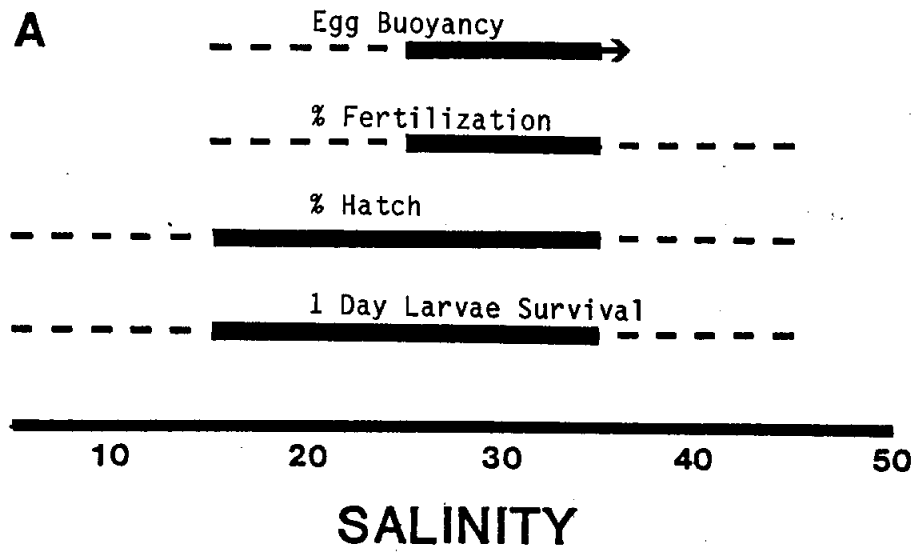 A
Egg Buoyancy
% Fertilization
% Hatch
1 Day Larvae Survival
10 20 30 40 50
SALINITY